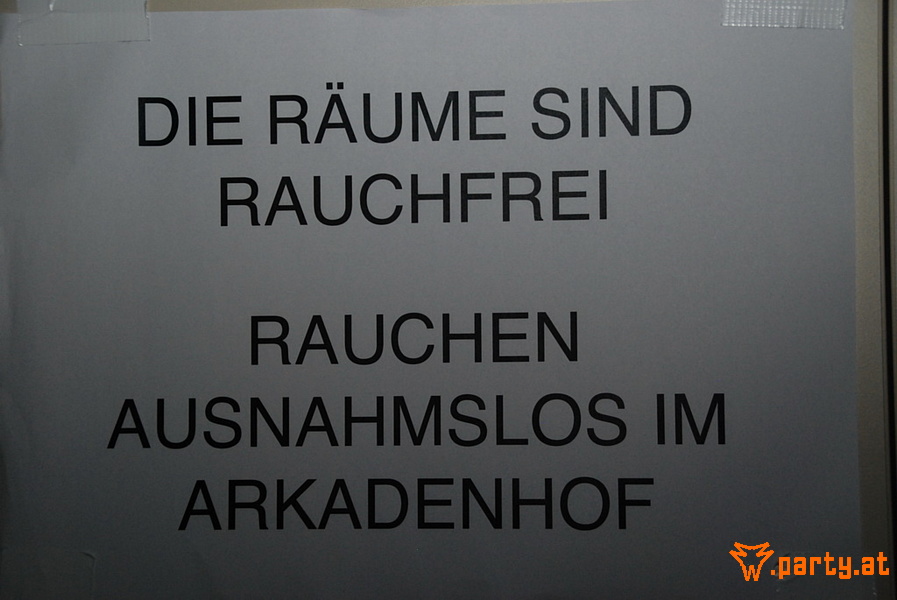 DIE RÄUME SIND
RAUCHFREI
RAUCHEN
AUSNAHMSLOS IM
ARKADENHOF
W.party.at